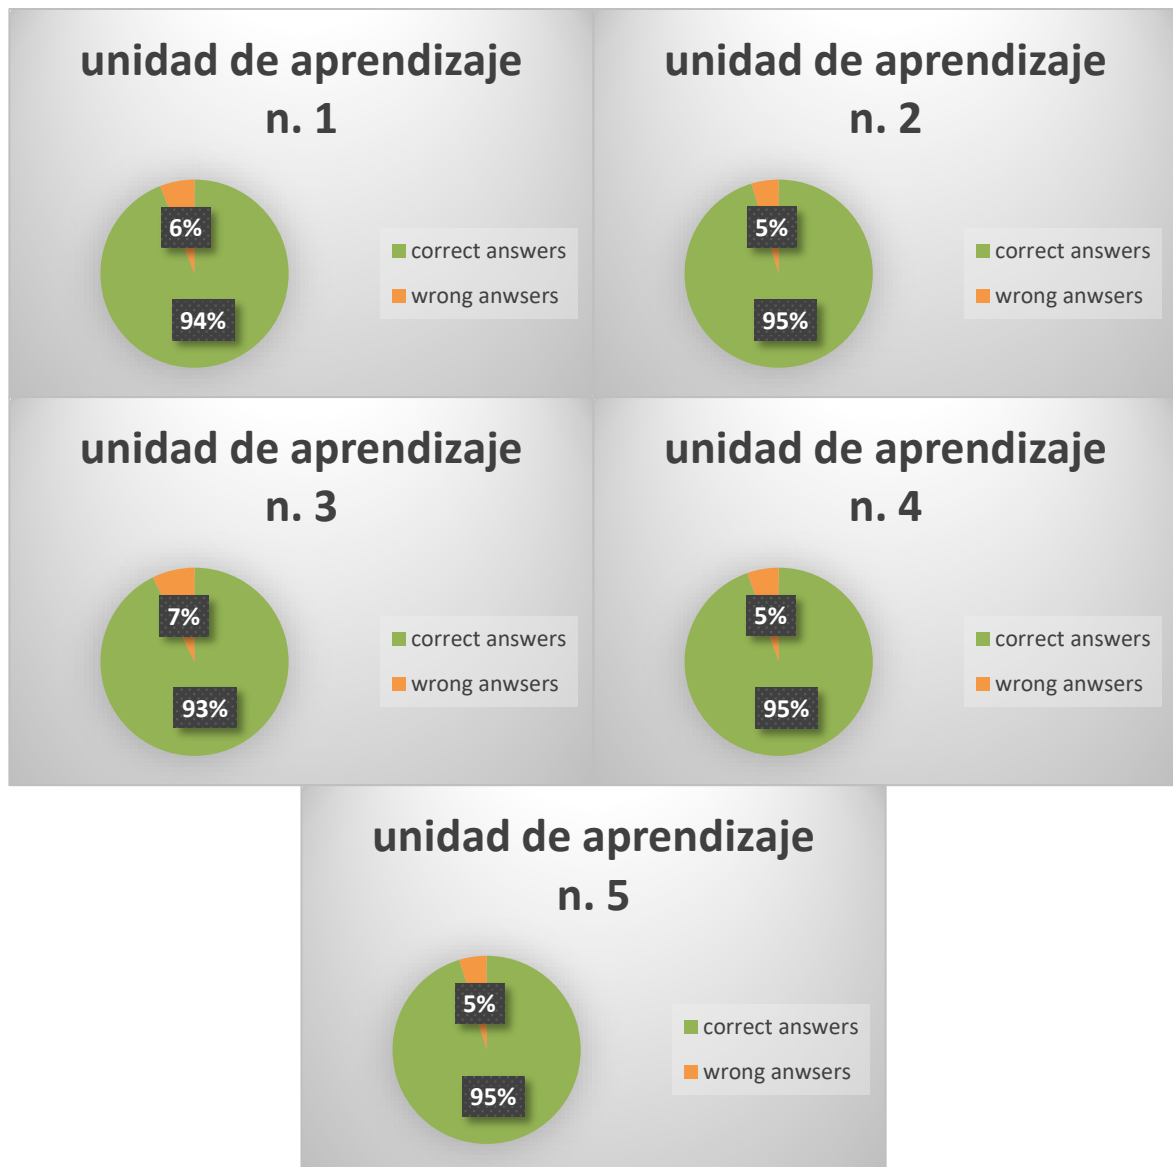 unidad de aprendizaje
n. 1
6%
94%
correct answers
wrong anwsers
unidad de aprendizaje
n. 2
5%
95%
correct answers
wrong anwsers
unidad de aprendizaje
n. 3
7%
93%
correct answers
wrong anwsers
unidad de aprendizaje
n. 4
5%
95%
correct answers
wrong anwsers
unidad de aprendizaje
n. 5
5%
95%
correct answers
wrong anwsers